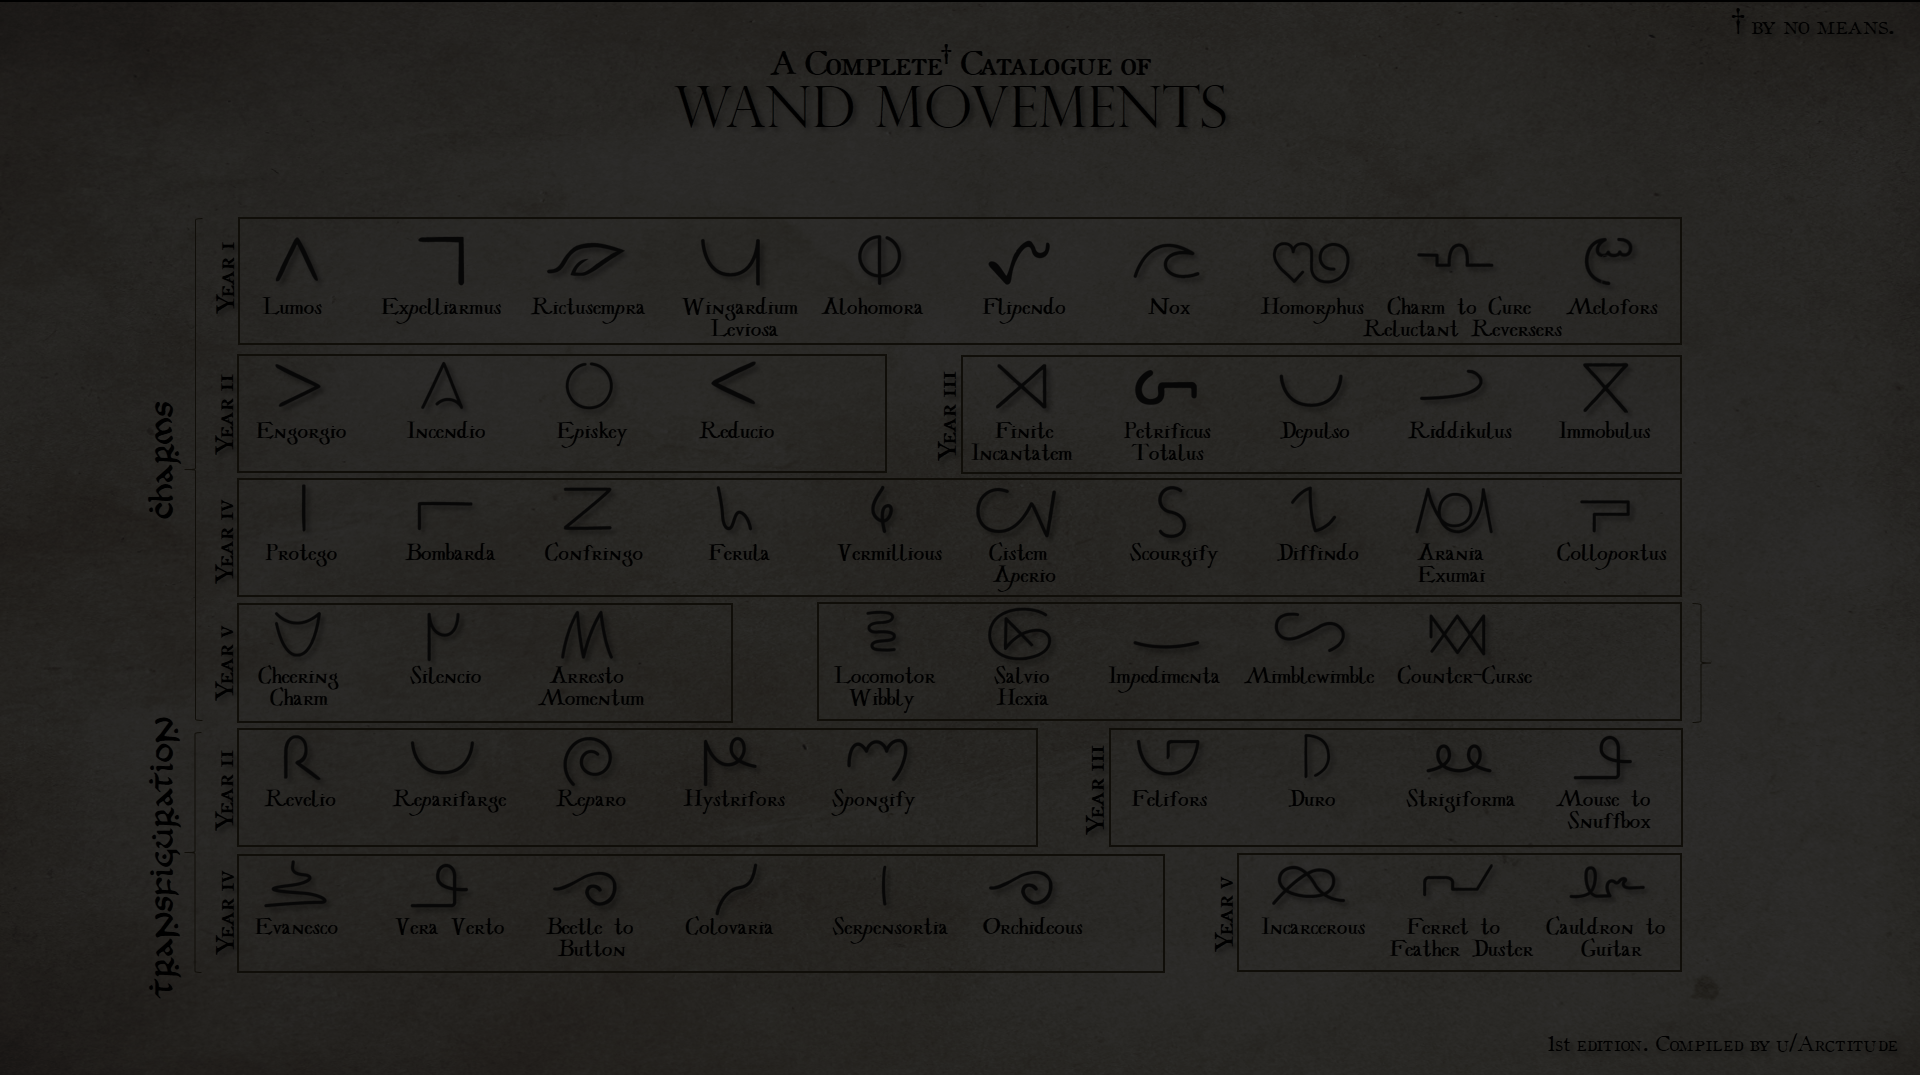 † BY NO MEANS.
A COMPLETE† CATALOGUE OF
WAND MOVEMENTS
CHARMS
YEAR I
Lumos
Expelliarmus
Rictusempra
Wingardium
Leviosa
Alohomora
Flipendo
Nox
Homorphus
Charm to Cure
Reluctant Reversers
Melofors
YEAR II
Engorgio
Incendio
Episkey
Reducio
YEAR III
Finite
Incantatem
Petrificus
Totalus
Depulso
Riddikulus
Immobulus
YEAR IV
Protego
Bombarda
Confringo
Ferula
Vermillious
Cistem
Aperio
Scourgify
Diffindo
Arania
Exumai
Colloportus
YEAR V
Cheering
Charm
Silencio
Arresto
Momentum
Locomotor
Wibbly
Salvio
Hexia
Impedimenta
Mimblewimble
Counter-Curse
TRANSFIGURATION
YEAR II
Revelio
Reparifarge
Reparo
Hystrifors
Spongify
YEAR III
Felifors
Duro
Strigiforma
Mouse to
Snuffbox
YEAR IV
Evanesco
Vera Verto
Beetle to
Button
Colovaria
Serpensortia
Orchideous
YEAR V
Incarcerous
Ferret to
Feather Duster
Cauldron to
Guitar
1st EDITION. COMPILED BY U/ARCTITUDE